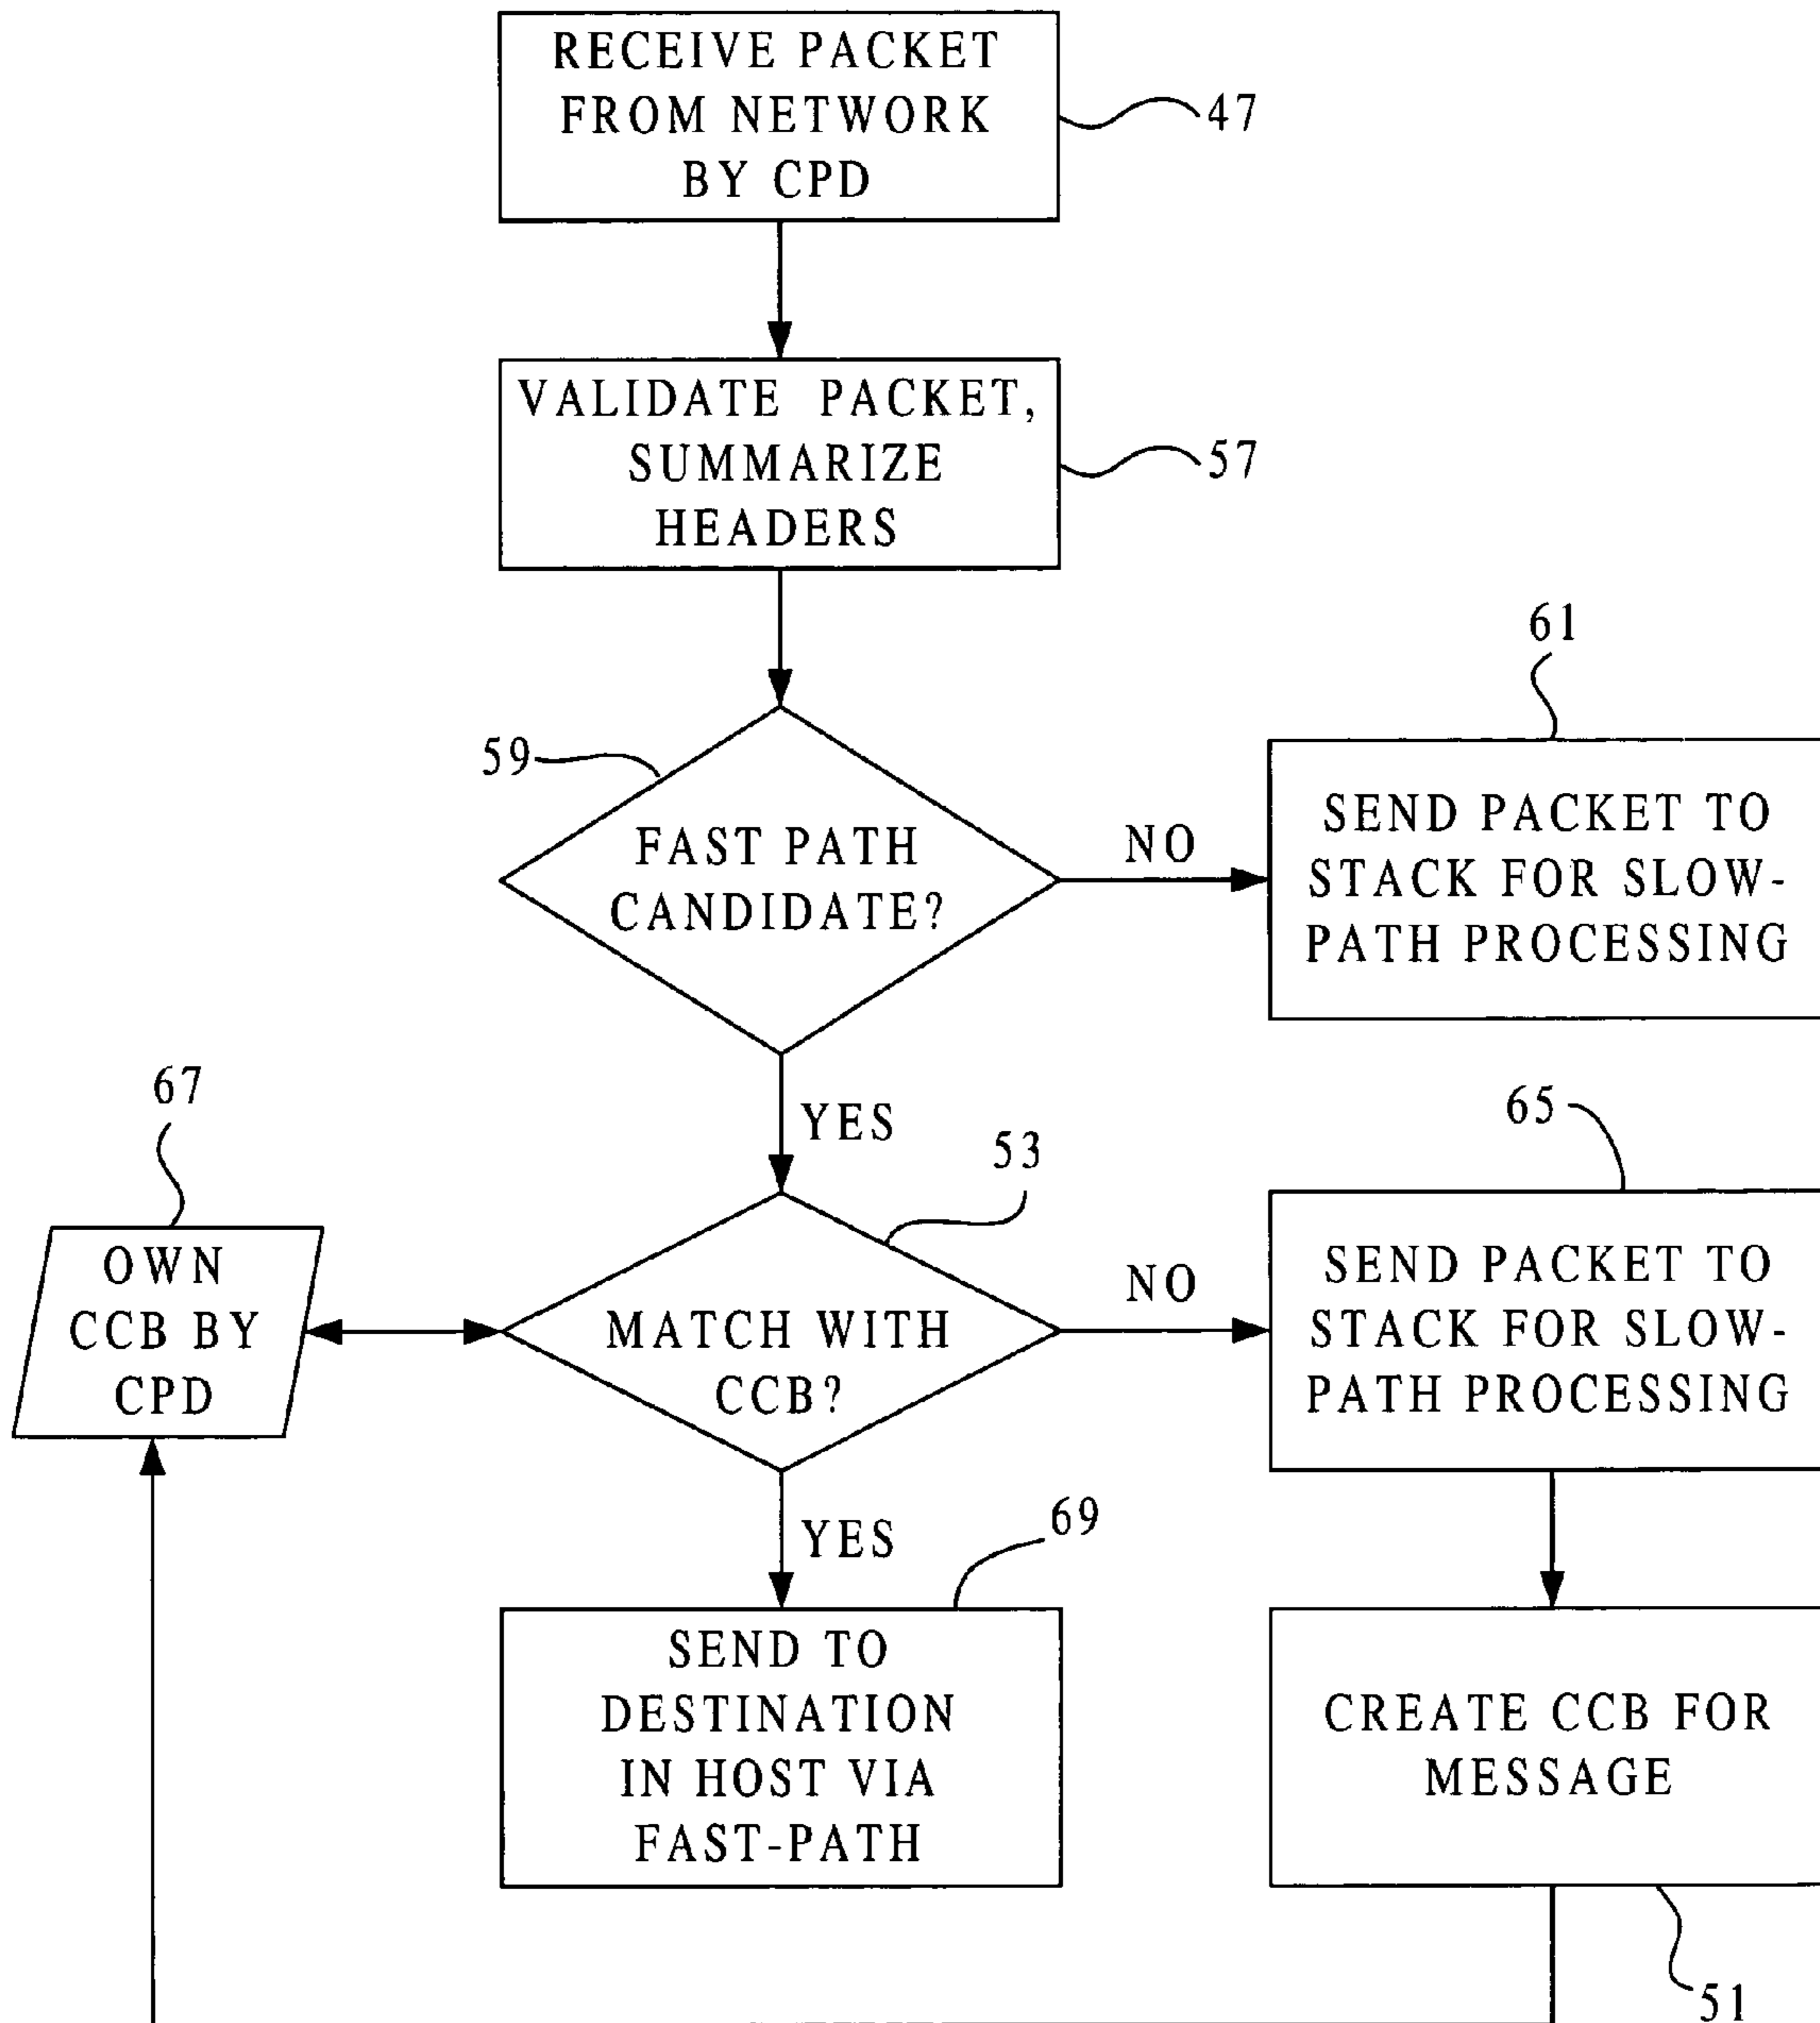 RECEIVE PACKET
FROM NETWORK
BY CPD
47
VALIDATE PACKET,
SUMMARIZE
HEADERS
57
59
FAST PATH
CANDIDATE?
NO
61
SEND PACKET TO
STACK FOR SLOW-
PATH PROCESSING
YES
67
OWN
CCB BY
CPD
53
MATCH WITH
CCB?
NO
65
SEND PACKET TO
STACK FOR SLOW-
PATH PROCESSING
YES
69
SEND TO
DESTINATION
IN HOST VIA
FAST-PATH
CREATE CCB FOR
MESSAGE
51